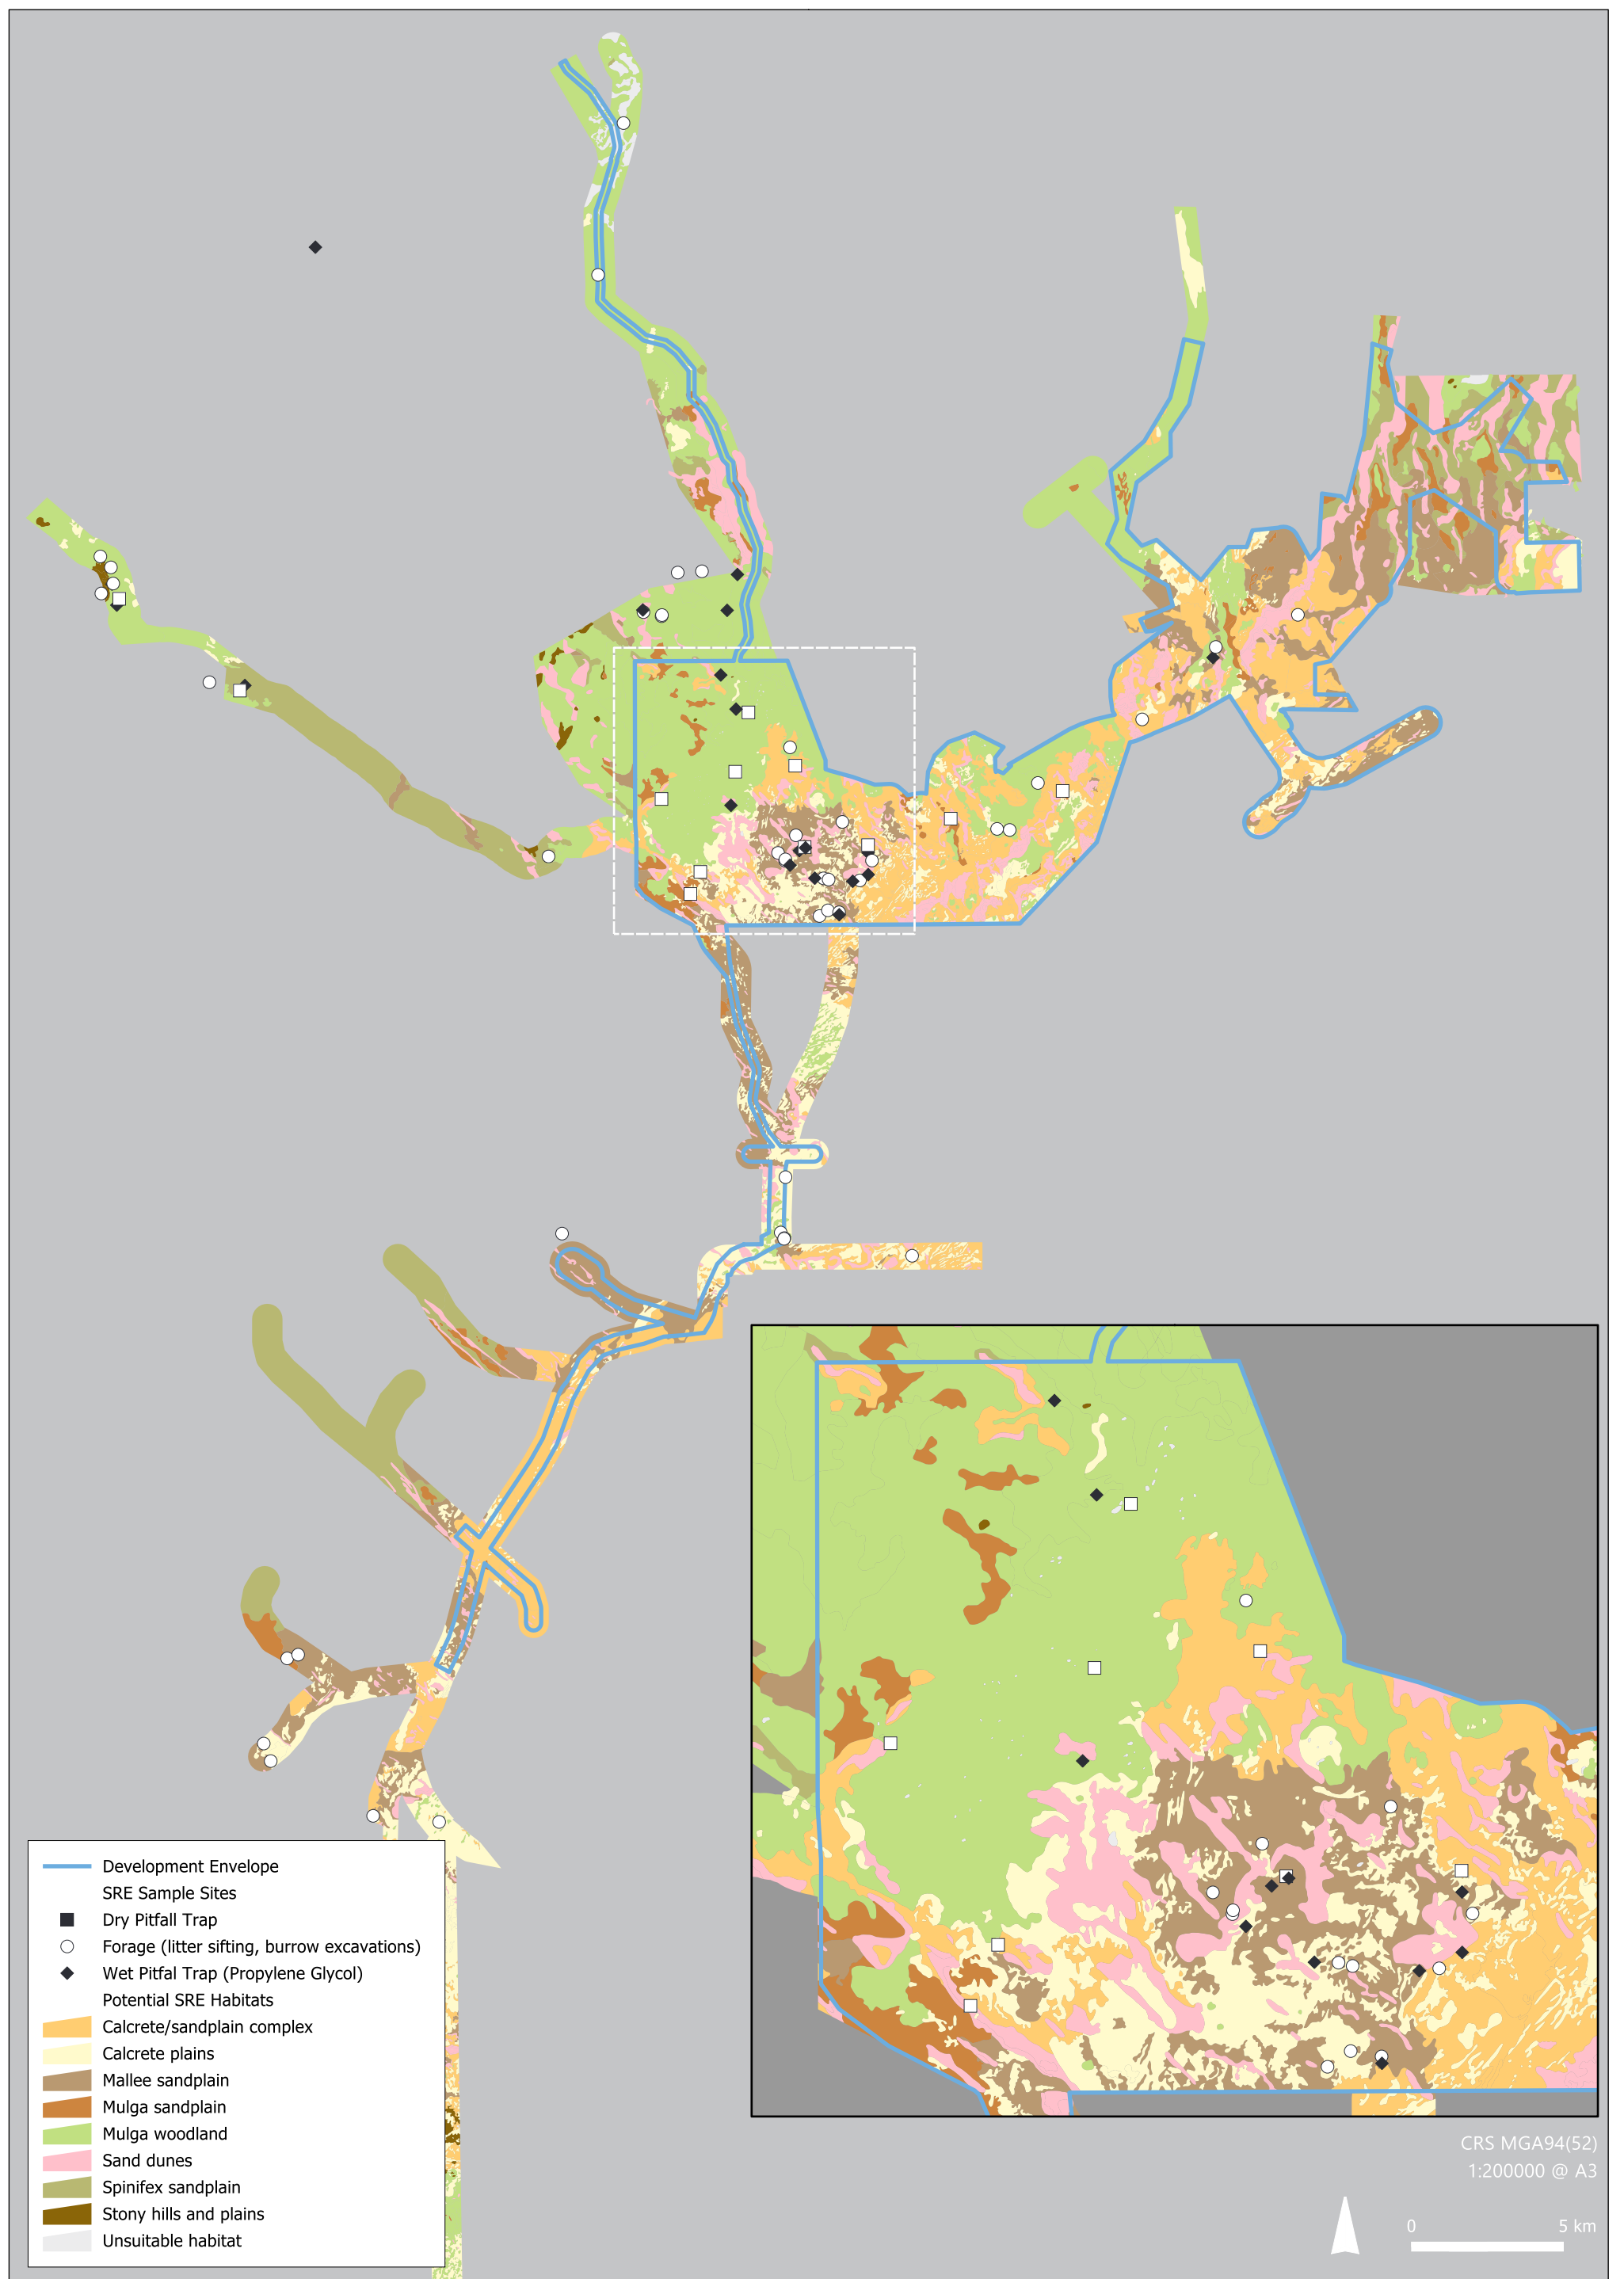 Development Envelope
SRE Sample Sites
Dry Pitfall Trap
Forage (litter sifting, burrow excavations)
Wet Pitfal Trap (Propylene Glycol)
Potential SRE Habitats
Calcrete/sandplain complex
Calcrete plains
Mallee sandplain
Mulga sandplain
Mulga woodland
Sand dunes
Spinifex sandplain
Stony hills and plains
Unsuitable habitat
CRS MGA94(52)
1:200000 @ A3
0 5 km